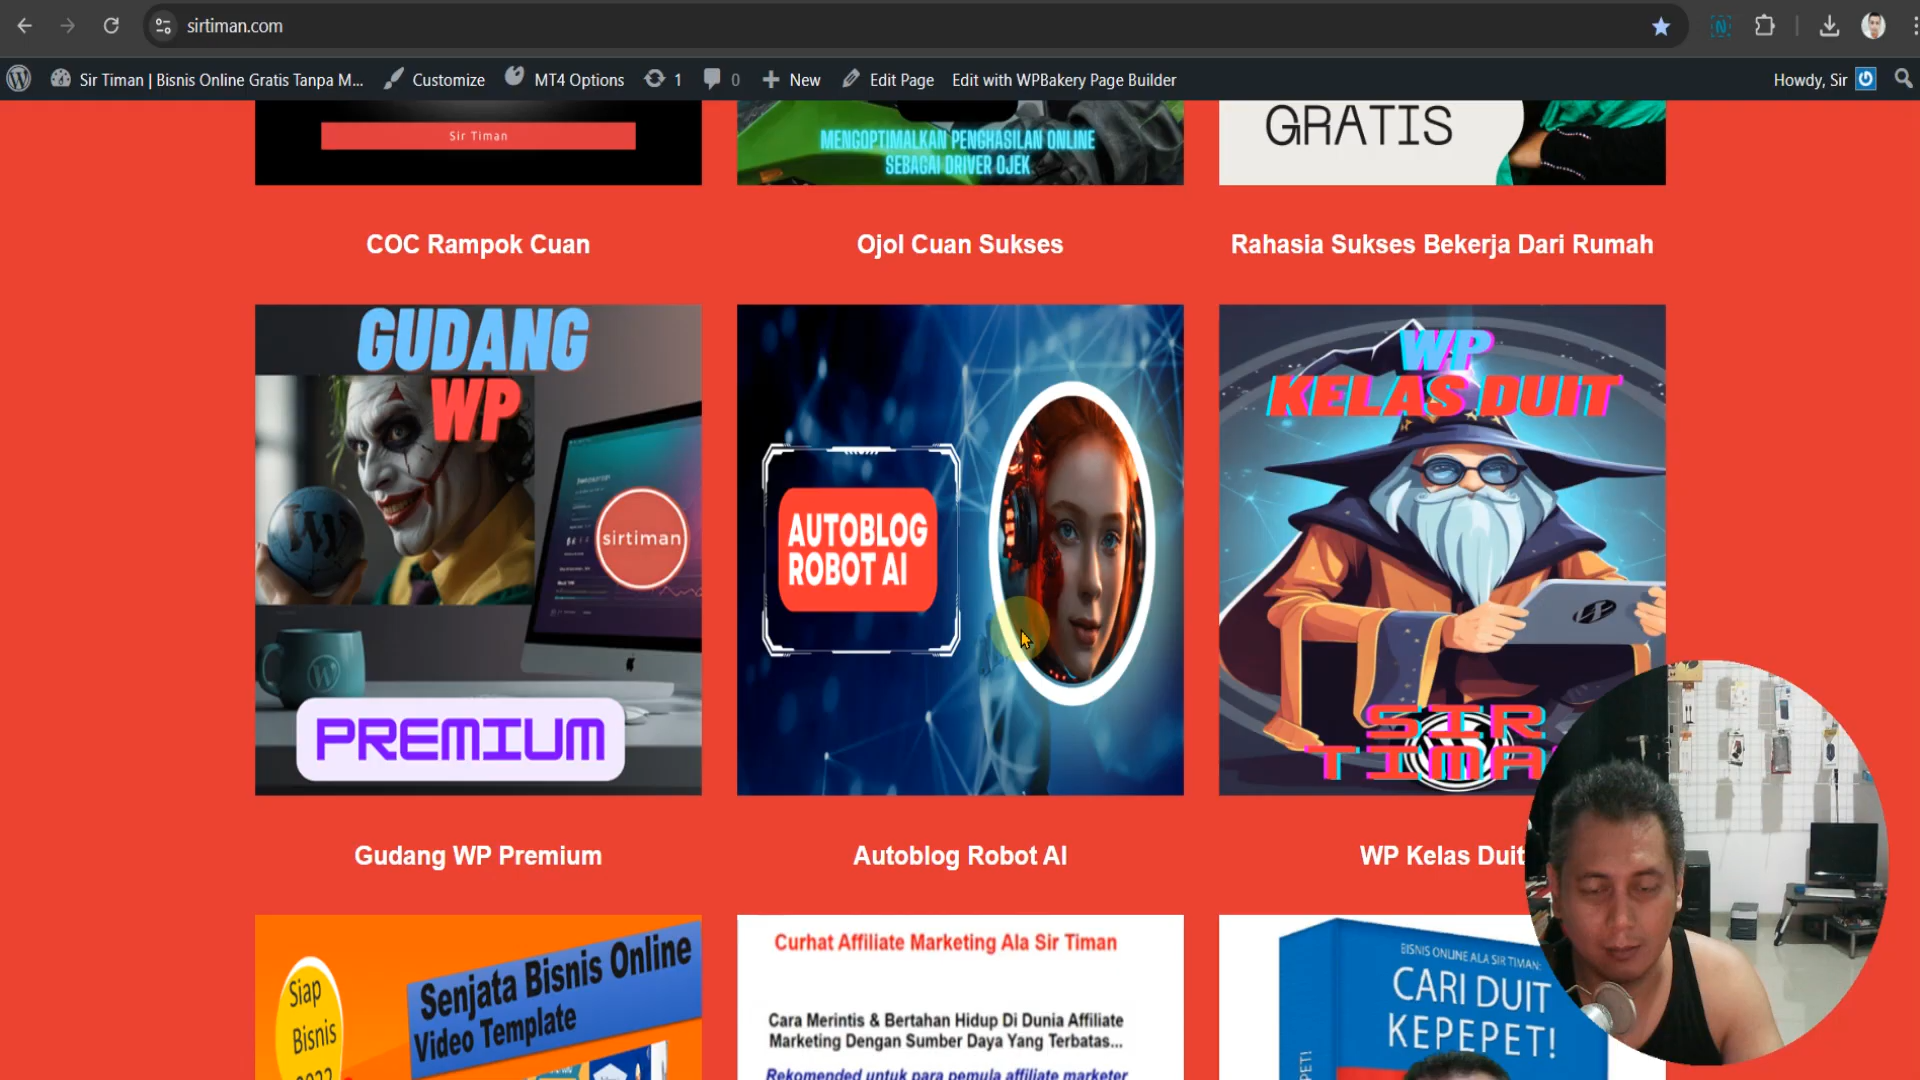 sirtiman.com
Sir Timan | Bisnis Online Gratis Tanpa M... Customize MT4 Options 1 0 New Edit Page Edit with WPBakery Page Builder Howdy, Sir
Sir Timan
MENGOPTIMALKAN PENGHASILAN ONLINE
SEBAGAI DRIVER OJEK
GRATIS
COC Rampok Cuan
Ojol Cuan Sukses
Rahasia Sukses Bekerja Dari Rumah
GUDANG
WP
sirtiman
PREMIUM
AUTOBLOG
ROBOT AI
WP
KELAS DUIT
SIR
TIMA
Gudang WP Premium
Autoblog Robot AI
WP Kelas Duit
Siap
Bisnis
2022
Senjata Bisnis Online
Video Template
Curhat Affiliate Marketing Ala Sir Timan
Cara Merintis & Bertahan Hidup Di Dunia Affiliate
Marketing Dengan Sumber Daya Yang Terbatas...
Rekomended untuk para pemula affiliate marketer
BISNIS ONLINE ALA SIR TIMAN:
CARI DUIT
KEPEPET!